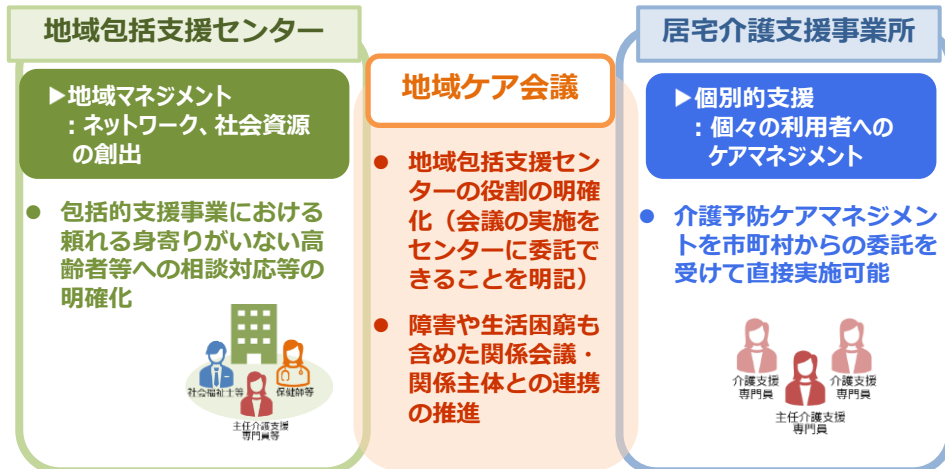 地域包括支援センター
▶地域マネジメント
：ネットワーク、社会資源
の創出
● 包括的支援事業における
頼れる身寄りがいない高
齢者等への相談対応等の
明確化
社会福祉士等
保健師等
主任介護支援
専門員等
地域ケア会議
● 地域包括支援セン
ターの役割の明確
化（会議の実施を
センターに委託で
きることを明記）
● 障害や生活困窮も
含めた関係会議・
関係主体との連携
の推進
居宅介護支援事業所
▶個別的支援
：個々の利用者への
ケアマネジメント
● 介護予防ケアマネジメン
トを市町村からの委託を
受けて直接実施可能
介護支援
専門員
介護支援
専門員
主任介護支援
専門員